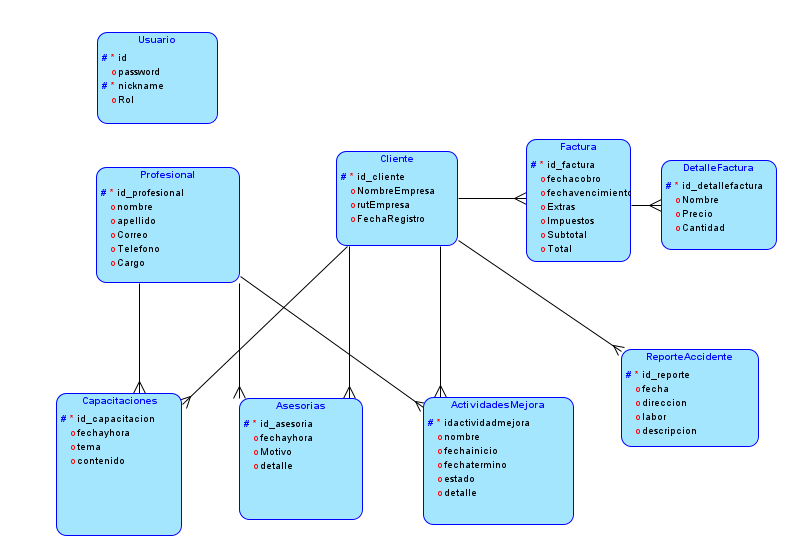 Usuario
# * id
o password
# * nickname
o Rol
Profesional
# * id_profesional
o nombre
o apellido
o Correo
o Telefono
o Cargo
Cliente
# * id_cliente
o NombreEmpresa
o rutEmpresa
o FechaRegistro
Factura
# * id_factura
o fechacobro
o fechavencimiento
o Extras
o Impuestos
o Subtotal
o Total
DetalleFactura
# * id_detallefactura
o Nombre
o Precio
o Cantidad
Capacitaciones
# * id_capacitacion
o fechayhora
o tema
o contenido
Asesorias
# * id_asesoria
o fechayhora
o Motivo
o detalle
ActividadesMejora
# * idactividadmejora
o nombre
o fechainicio
o fechatermino
o estado
o detalle
ReporteAccidente
# * id_reporte
o fecha
o direccion
o labor
o descripcion